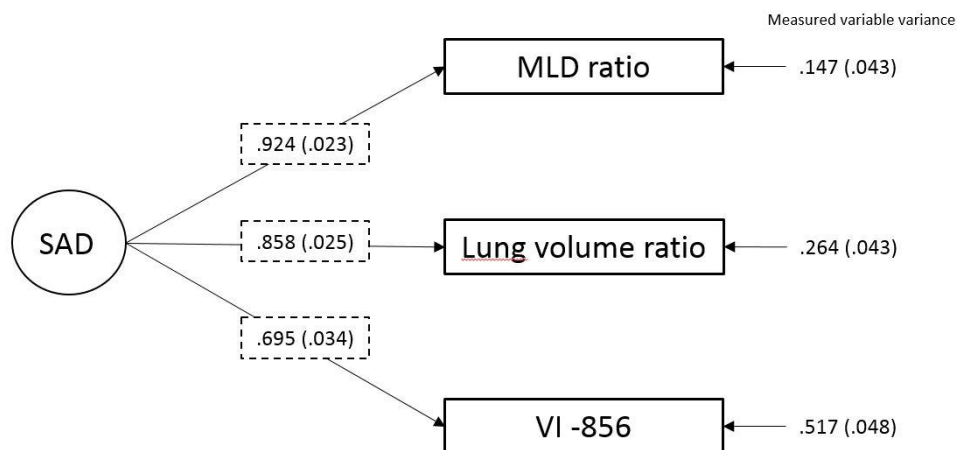 Measured variable variance
MLD ratio
.147 (.043)
.924 (.023)
SAD
.858 (.025)
Lung volume ratio
.264 (.043)
.695 (.034)
VI -856
.517 (.048)